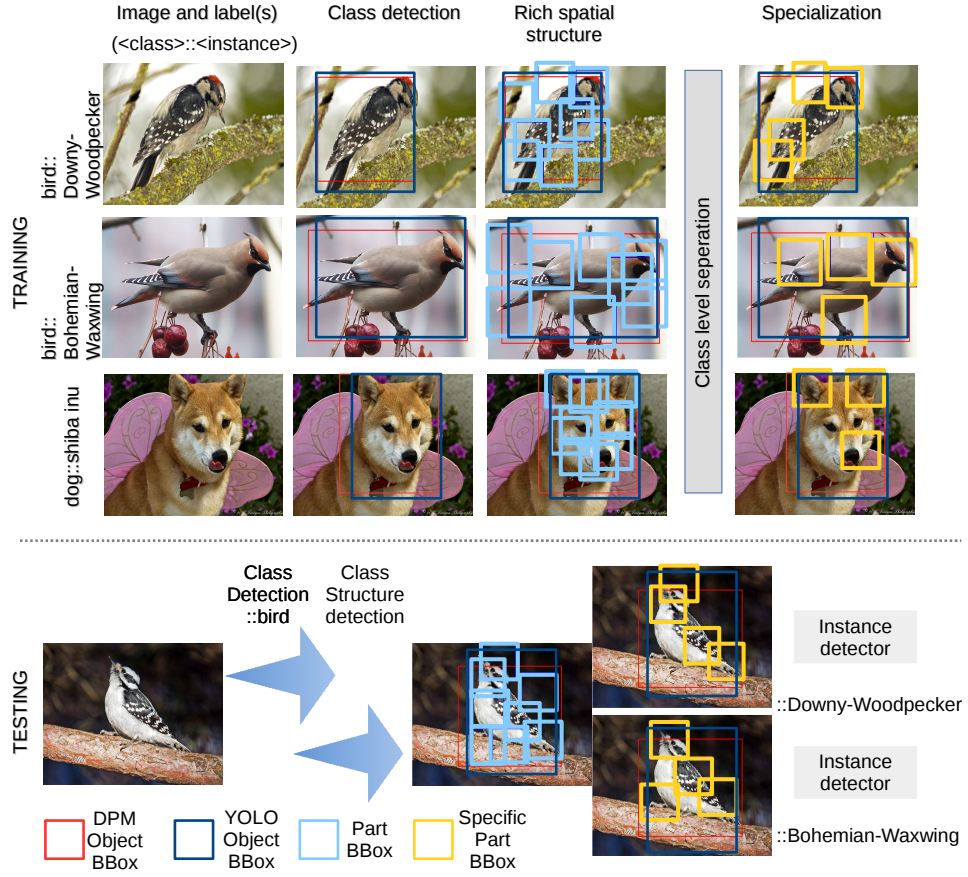 Image and label(s)
(<class>::<instance>)
Class detection
Rich spatial
structure
Specialization
TRAINING
bird::
Downy-
Woodpecker
bird::
Bohemian-
Waxwing
dog::shiba inu
Class level seperation
TESTING
Class
Detection
::bird
Class
Structure
detection
Instance
detector
::Downy-Woodpecker
Instance
detector
::Bohemian-Waxwing
DPM
Object
BBox
YOLO
Object
BBox
Part
BBox
Specific
Part
BBox